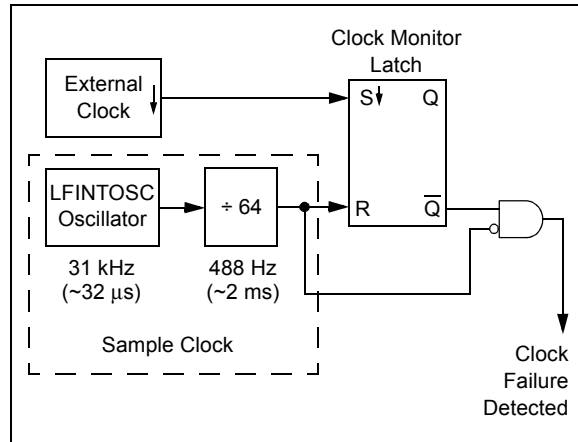 Clock Monitor
Latch
External
Clock
S
Q
LFINTOSC
Oscillator
÷ 64
R
Q
31 kHz
(~32 μs)
488 Hz
(~2 ms)
Sample Clock
Clock
Failure
Detected